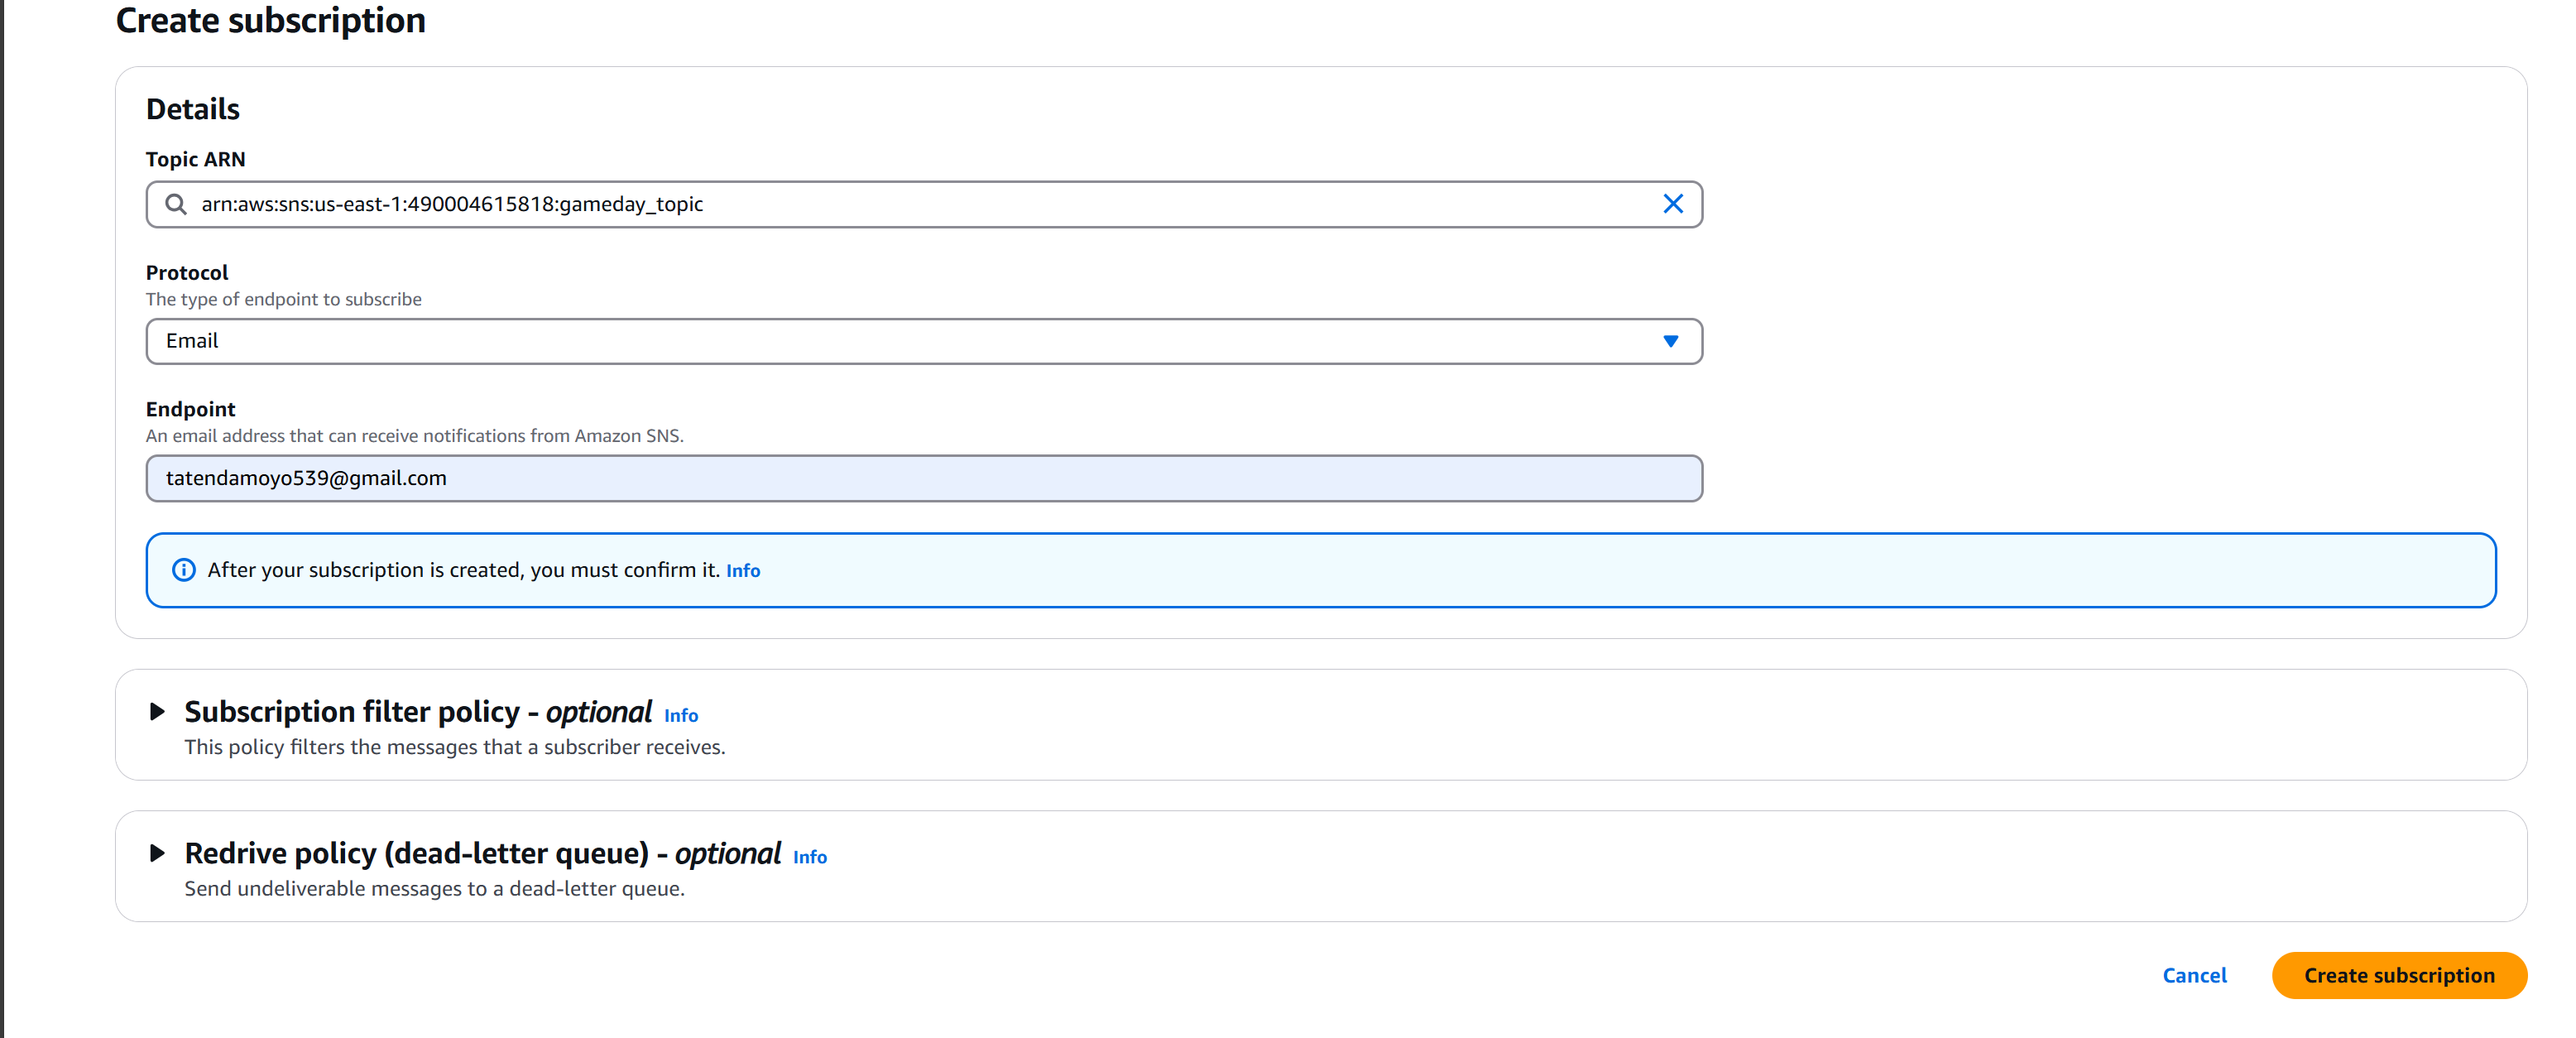 Create subscription
Details
Topic ARN
arn:aws:sns:us-east-1:490004615818:gameday_topic
Protocol
The type of endpoint to subscribe
Email
Endpoint
An email address that can receive notifications from Amazon SNS.
tatendamoyo539@gmail.com
After your subscription is created, you must confirm it. Info
Subscription filter policy - optional Info
This policy filters the messages that a subscriber receives.
Redrive policy (dead-letter queue) - optional Info
Send undeliverable messages to a dead-letter queue.
Cancel Create subscription